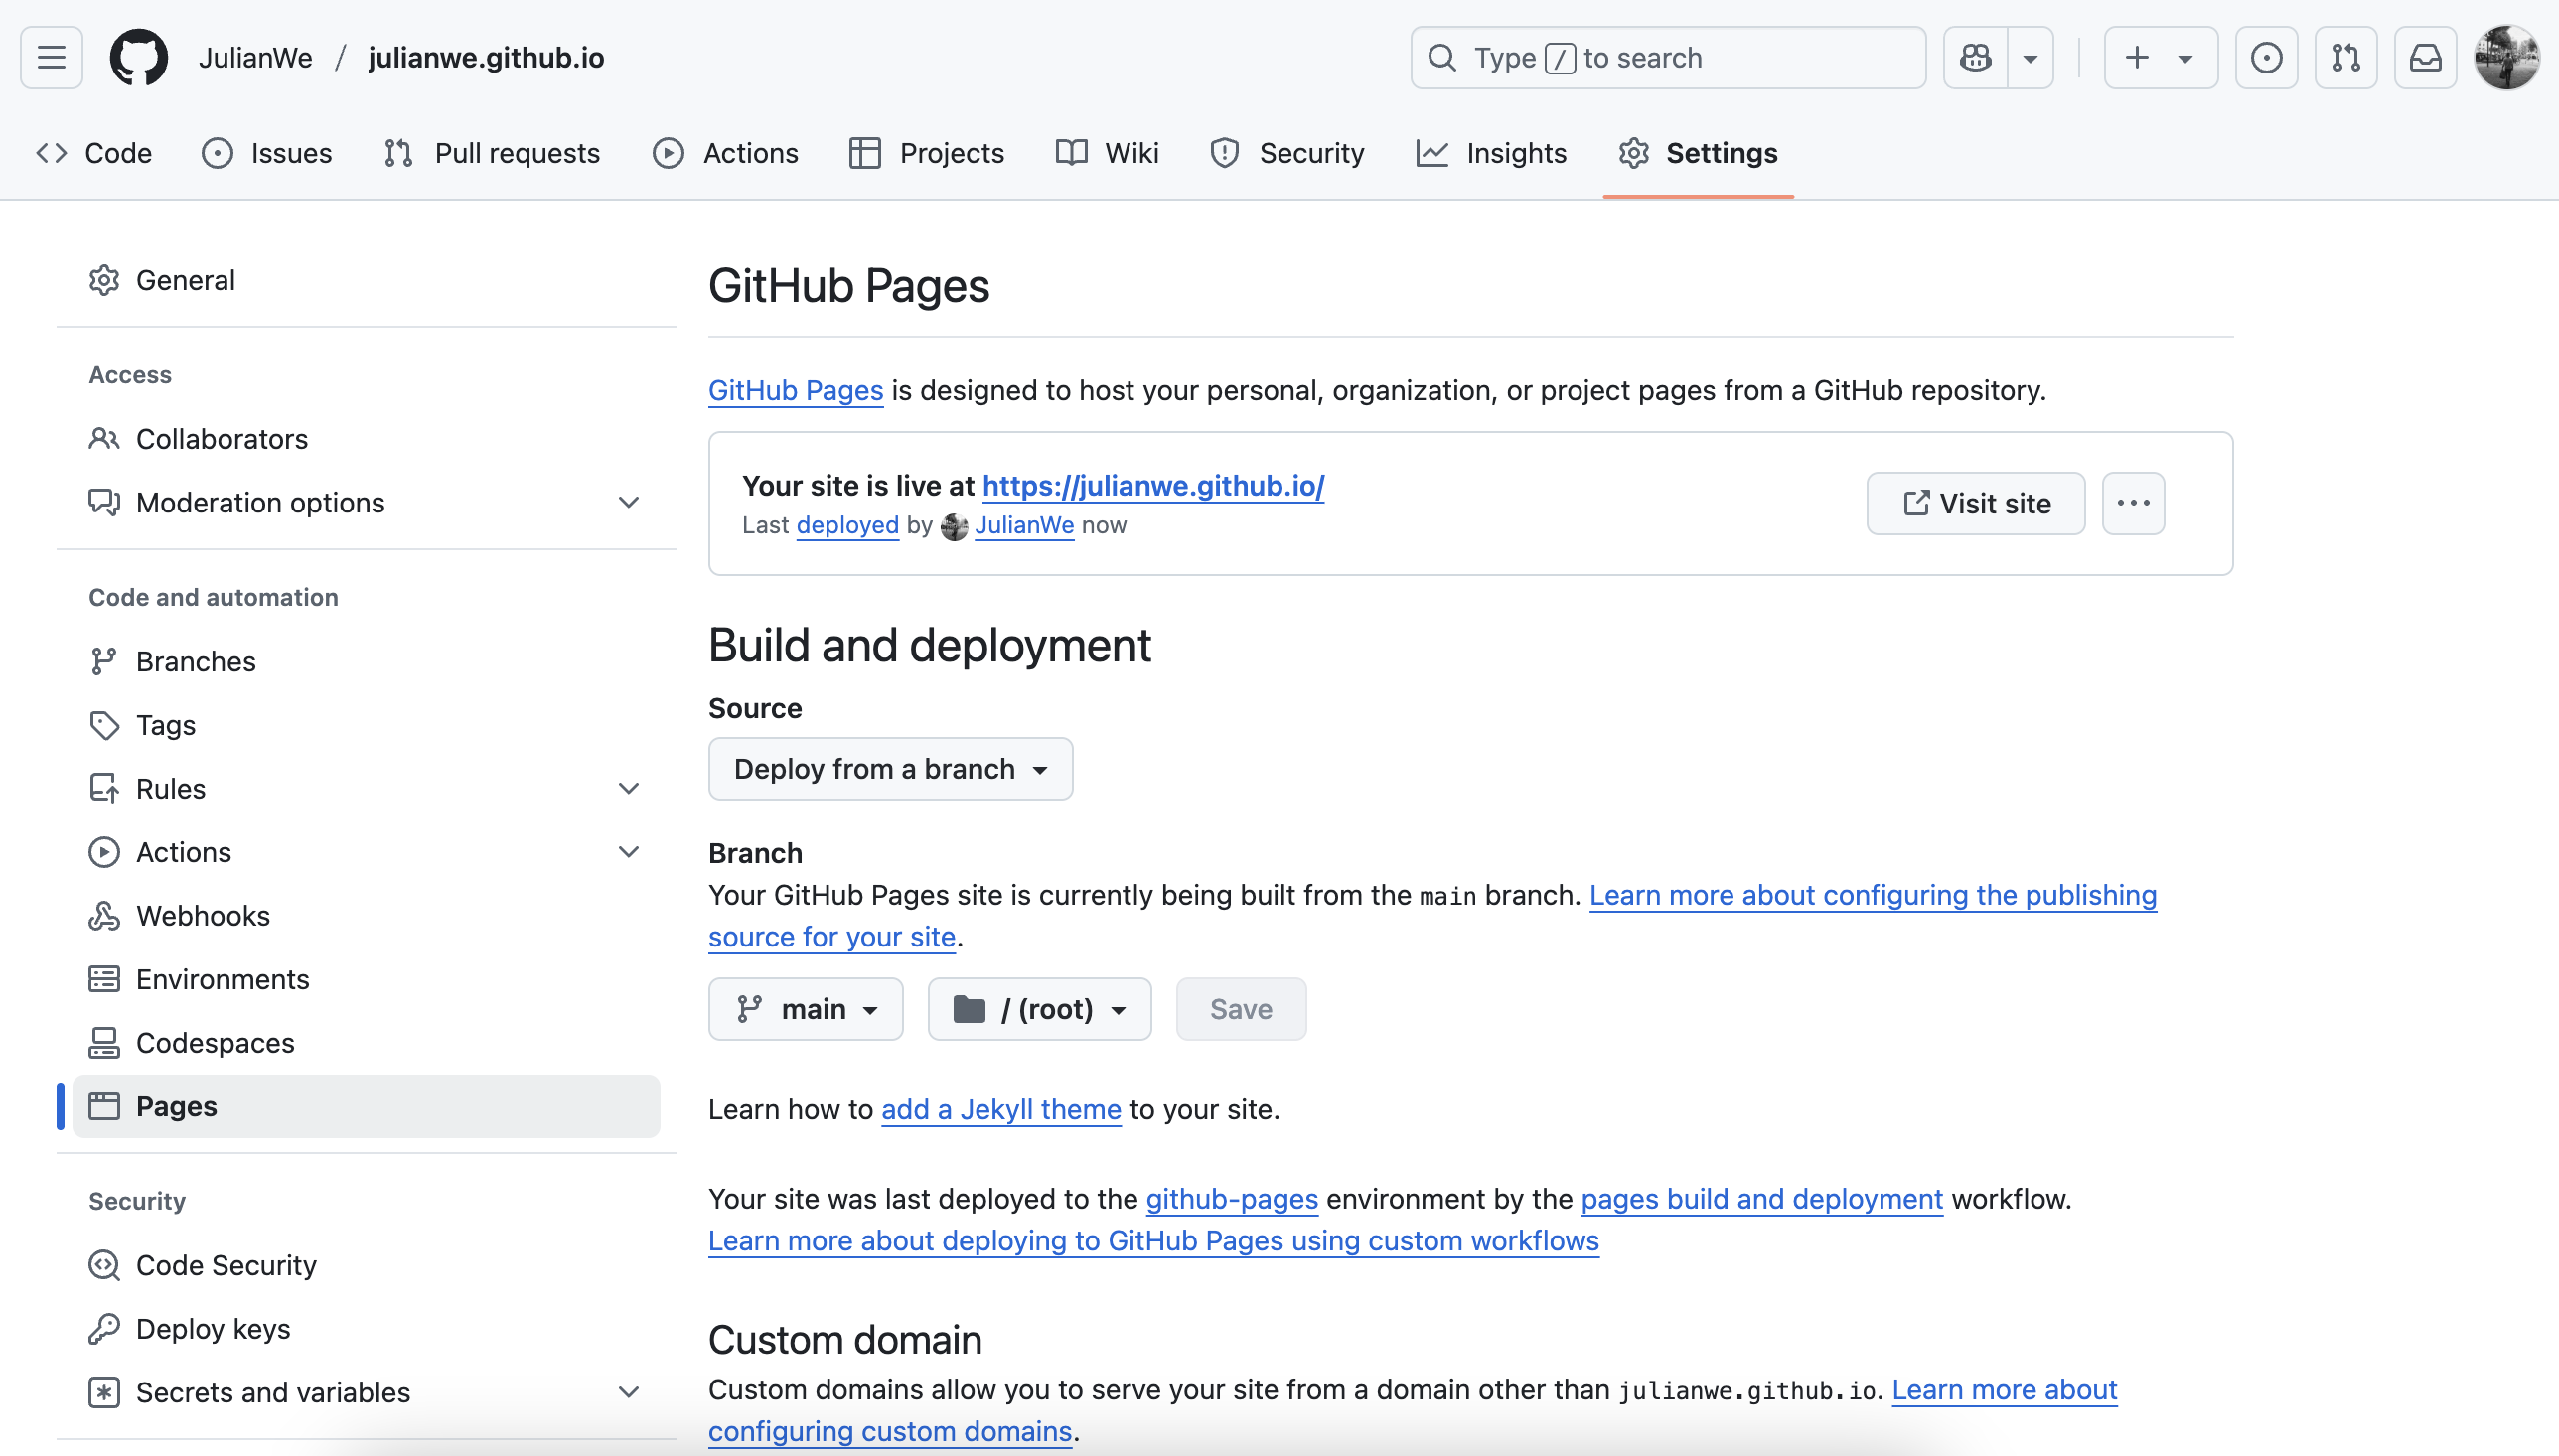 JulianWe / julianwe.github.io
Type / to search
Code Issues Pull requests Actions Projects Wiki Security Insights Settings
General
Access
Collaborators
Moderation options
Code and automation
Branches
Tags
Rules
Actions
Webhooks
Environments
Codespaces
Pages
Security
Code Security
Deploy keys
Secrets and variables
GitHub Pages
GitHub Pages is designed to host your personal, organization, or project pages from a GitHub repository.
Your site is live at https://julianwe.github.io/
Last deployed by JulianWe now
Visit site
Build and deployment
Source
Deploy from a branch
Branch
Your GitHub Pages site is currently being built from the main branch. Learn more about configuring the publishing
source for your site.
main / (root) Save
Learn how to add a Jekyll theme to your site.
Your site was last deployed to the github-pages environment by the pages build and deployment workflow.
Learn more about deploying to GitHub Pages using custom workflows
Custom domain
Custom domains allow you to serve your site from a domain other than julianwe.github.io. Learn more about
configuring custom domains.